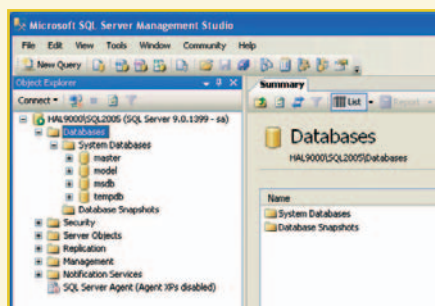 Microsoft SQL Server Management Studio
File Edit View Tools Window Community Help
New Query
Object Explorer
Summary
Connect
List
Report
HAL9000\SQL2005 (SQL Server 9.0.1399 - sa)
Databases
System Databases
master
model
msdb
tempdb
Database Snapshots
Security
Server Objects
Replication
Management
Notification Services
SQL Server Agent (Agent XPs disabled)
Databases
HAL9000\SQL2005\Databases
Name
System Databases
Database Snapshots